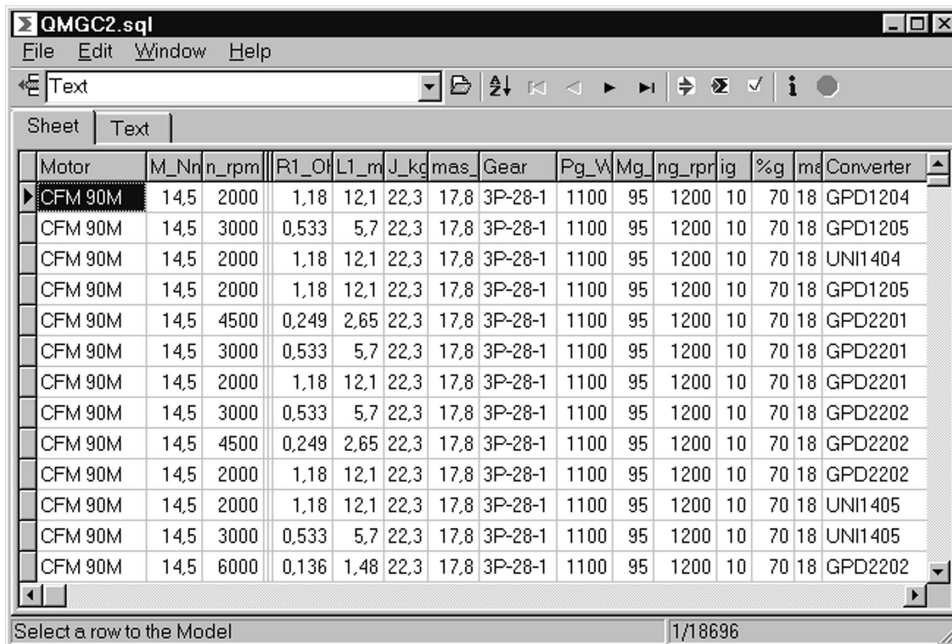 QMGC2.sql
File Edit Window Help
Text
Sheet Text
Motor M_Nn n_rpm R1_Oh L1_m J_kg mas_ Gear Pg_W Mg_ ng_rpr ig %g ma Converter
CFM 90M 14,5 2000 1,18 12,1 22,3 17,8 3P-28-1 1100 95 1200 10 70 18 GPD1204
CFM 90M 14,5 3000 0,533 5,7 22,3 17,8 3P-28-1 1100 95 1200 10 70 18 GPD1205
CFM 90M 14,5 2000 1,18 12,1 22,3 17,8 3P-28-1 1100 95 1200 10 70 18 UNI1404
CFM 90M 14,5 2000 1,18 12,1 22,3 17,8 3P-28-1 1100 95 1200 10 70 18 GPD1205
CFM 90M 14,5 4500 0,249 2,65 22,3 17,8 3P-28-1 1100 95 1200 10 70 18 GPD2201
CFM 90M 14,5 3000 0,533 5,7 22,3 17,8 3P-28-1 1100 95 1200 10 70 18 GPD2201
CFM 90M 14,5 2000 1,18 12,1 22,3 17,8 3P-28-1 1100 95 1200 10 70 18 GPD2201
CFM 90M 14,5 3000 0,533 5,7 22,3 17,8 3P-28-1 1100 95 1200 10 70 18 GPD2202
CFM 90M 14,5 4500 0,249 2,65 22,3 17,8 3P-28-1 1100 95 1200 10 70 18 GPD2202
CFM 90M 14,5 2000 1,18 12,1 22,3 17,8 3P-28-1 1100 95 1200 10 70 18 GPD2202
CFM 90M 14,5 2000 1,18 12,1 22,3 17,8 3P-28-1 1100 95 1200 10 70 18 UNI1405
CFM 90M 14,5 3000 0,533 5,7 22,3 17,8 3P-28-1 1100 95 1200 10 70 18 UNI1405
CFM 90M 14,5 6000 0,136 1,48 22,3 17,8 3P-28-1 1100 95 1200 10 70 18 GPD2202
Select a row to the Model 1/18696